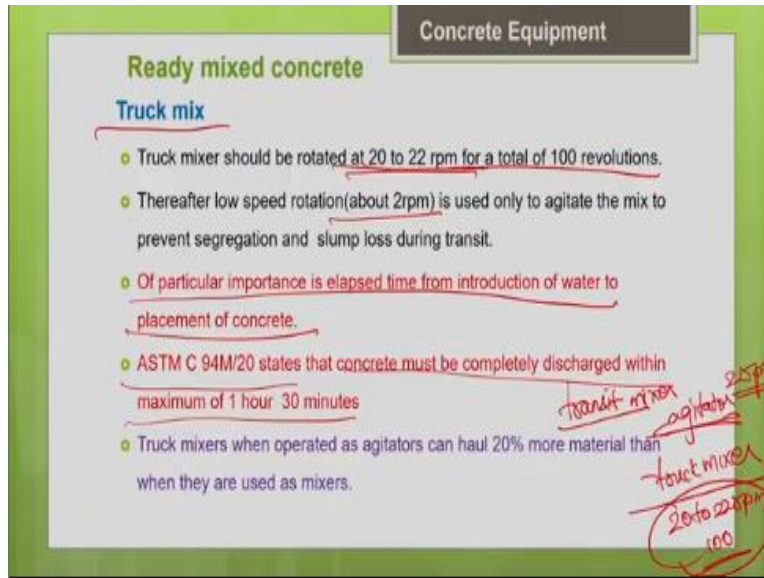 Concrete Equipment
Ready mixed concrete
Truck mix
Truck mixer should be rotated at 20 to 22 rpm for a total of 100 revolutions.
Thereafter low speed rotation(about 2rpm) is used only to agitate the mix to
prevent segregation and slump loss during transit.
Of particular importance is elapsed time from introduction of water to
placement of concrete.
ASTM C 94M/20 states that concrete must be completely discharged within
maximum of 1 hour 30 minutes
Truck mixers when operated as agitators can haul 20% more material than
when they are used as mixers.
transit mixer
agitator
truck mixer
20 to 22rpm
100